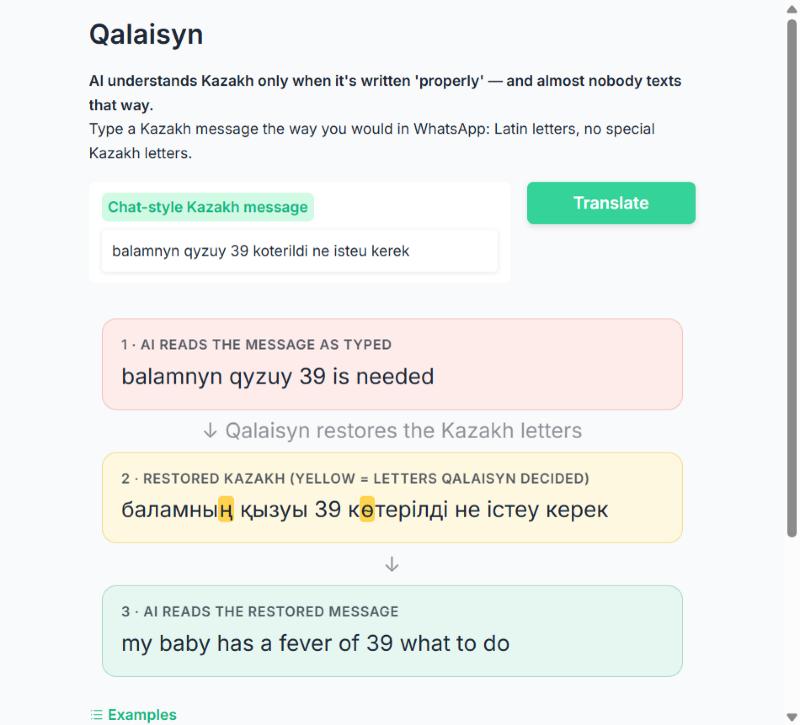 Qalaisyn
AI understands Kazakh only when it's written 'properly' — and almost nobody texts
that way.
Type a Kazakh message the way you would in WhatsApp: Latin letters, no special
Kazakh letters.
Chat-style Kazakh message
balamnyn qyzuy 39 koterildi ne isteu kerek
Translate
1 · AI READS THE MESSAGE AS TYPED
balamnyn qyzuy 39 is needed
↓ Qalaisyn restores the Kazakh letters
2 · RESTORED KAZAKH (YELLOW = LETTERS QALAISYN DECIDED)
баламның қызуы 39 көтерілді не істеу керек
↓
3 · AI READS THE RESTORED MESSAGE
my baby has a fever of 39 what to do
Examples